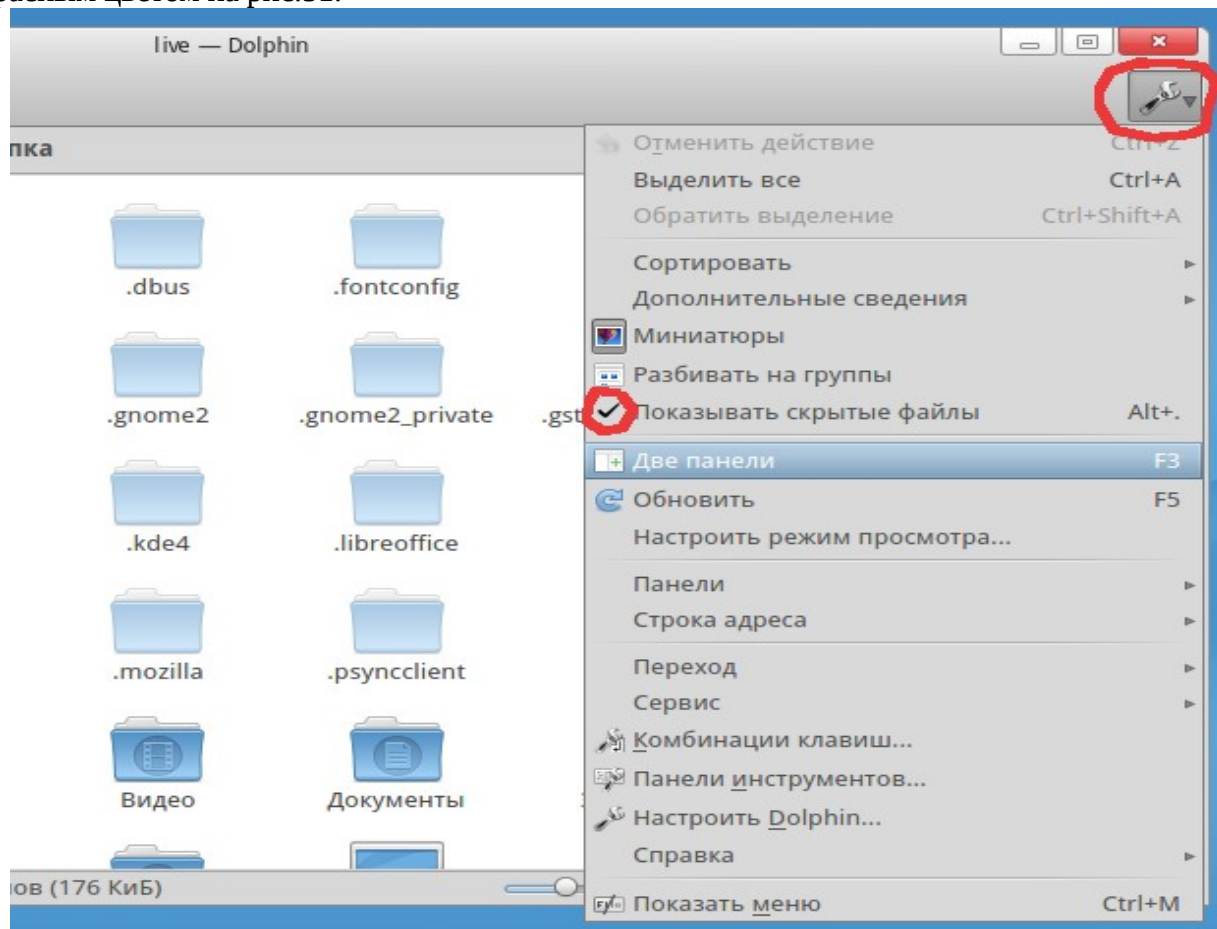 live — Dolphin
пка
.dbus
.fontconfig
.gnome2
.gnome2_private
.gst
.kde4
.libreoffice
.mozilla
.psyncclient
Видео
Документы
ов (176 КиБ)
Отменить действие Ctrl+Z
Выделить все Ctrl+A
Обратить выделение Ctrl+Shift+A
Сортировать
Дополнительные сведения
Миниатюры
Разбивать на группы
Показывать скрытые файлы Alt+.
Две панели F3
Обновить F5
Настроить режим просмотра...
Панели
Строка адреса
Переход
Сервис
Комбинации клавиш...
Панели инструментов...
Настроить Dolphin...
Справка
Показать меню Ctrl+M